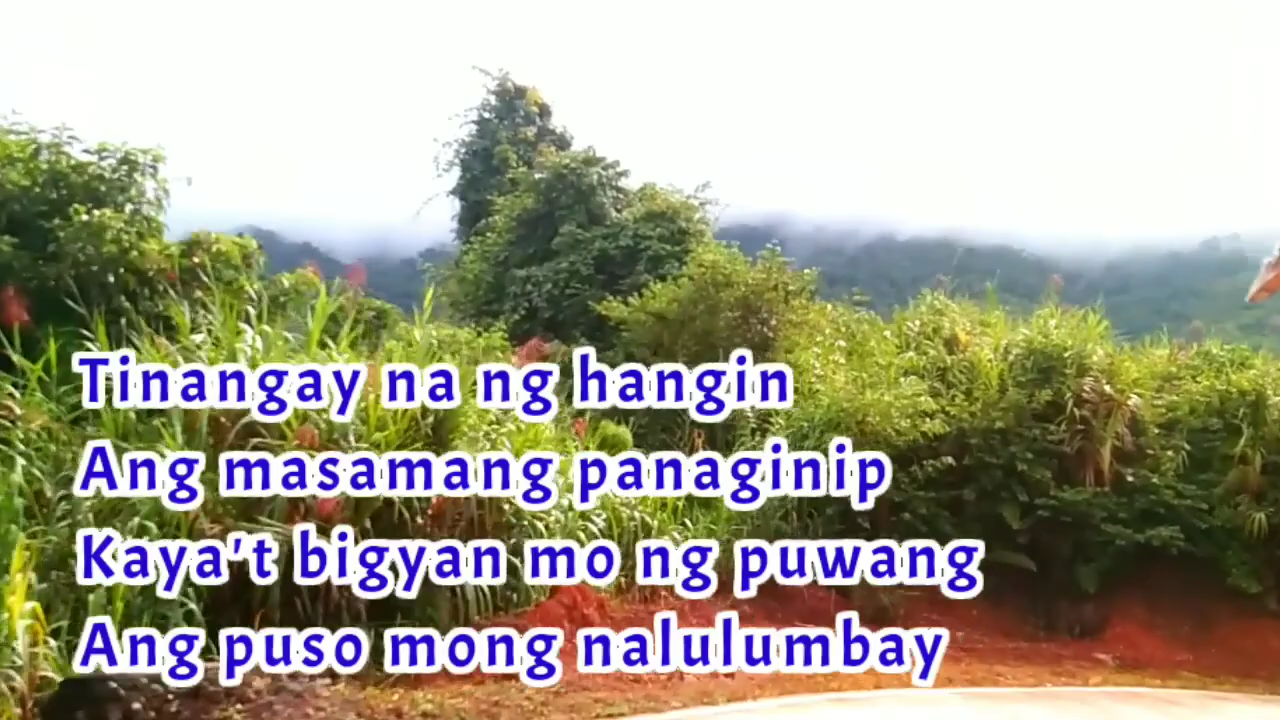 Tinangay na ng hangin
Ang masamang panaginip
Kaya't bigyan mo ng puwang
Ang puso mong nalulumbay